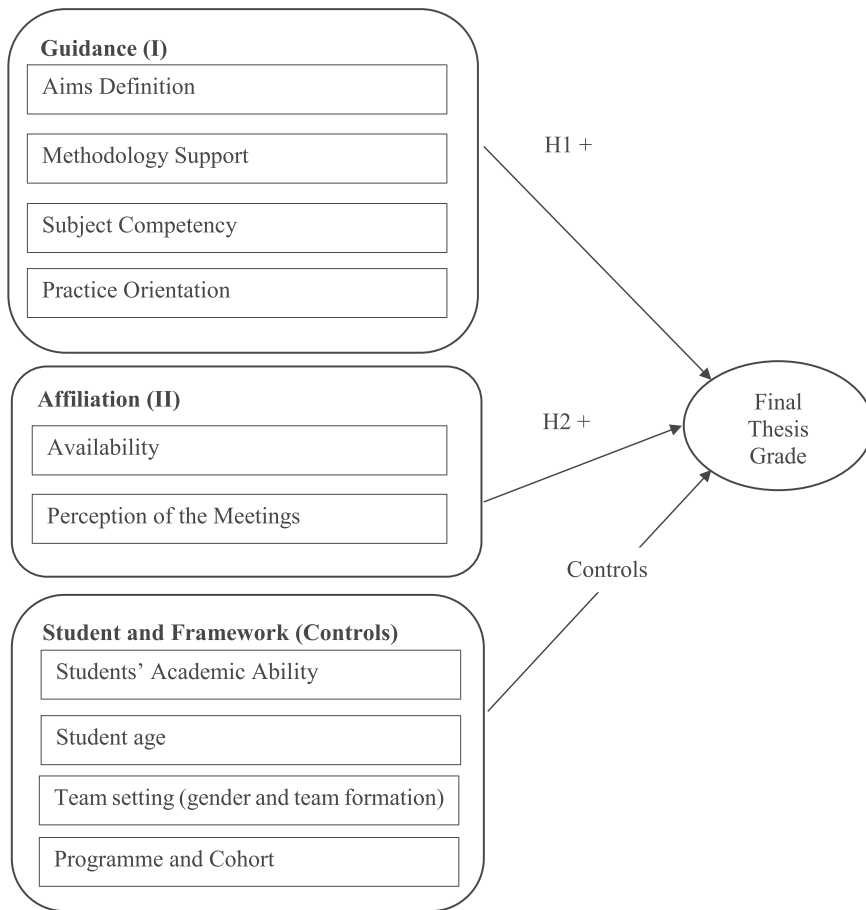 Guidance (I)
Aims Definition
Methodology Support
Subject Competency
Practice Orientation
H1 +
Affiliation (II)
Availability
Perception of the Meetings
H2 +
Final
Thesis
Grade
Controls
Student and Framework (Controls)
Students’ Academic Ability
Student age
Team setting (gender and team formation)
Programme and Cohort